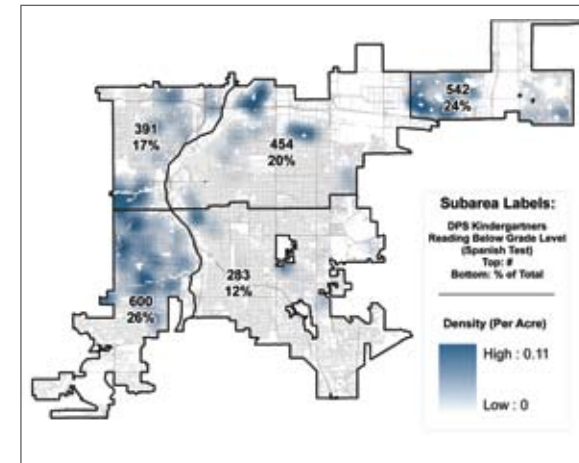 542
24%
391
17%
454
20%
283
12%
600
26%
Subarea Labels:
DPS Kindergartners
Reading Below Grade Level
(Spanish Test)
Top: #
Bottom: % of Total
Density (Per Acre)
High : 0.11
Low : 0